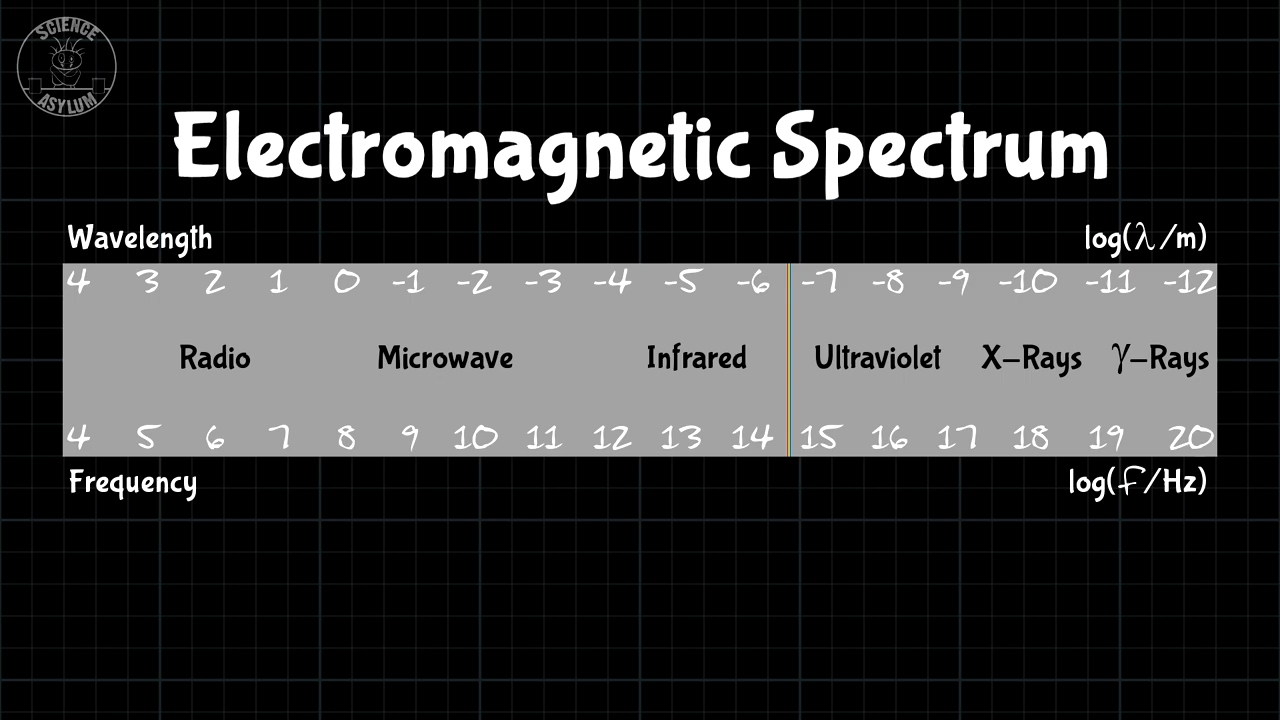 SCIENCE
ASYLUM
Electromagnetic Spectrum
Wavelength log(λ/m)
4 3 2 1 0 -1 -2 -3 -4 -5 -6 -7 -8 -9 -10 -11 -12
Radio Microwave Infrared Ultraviolet X-Rays γ-Rays
4 5 6 7 8 9 10 11 12 13 14 15 16 17 18 19 20
Frequency log(f/Hz)